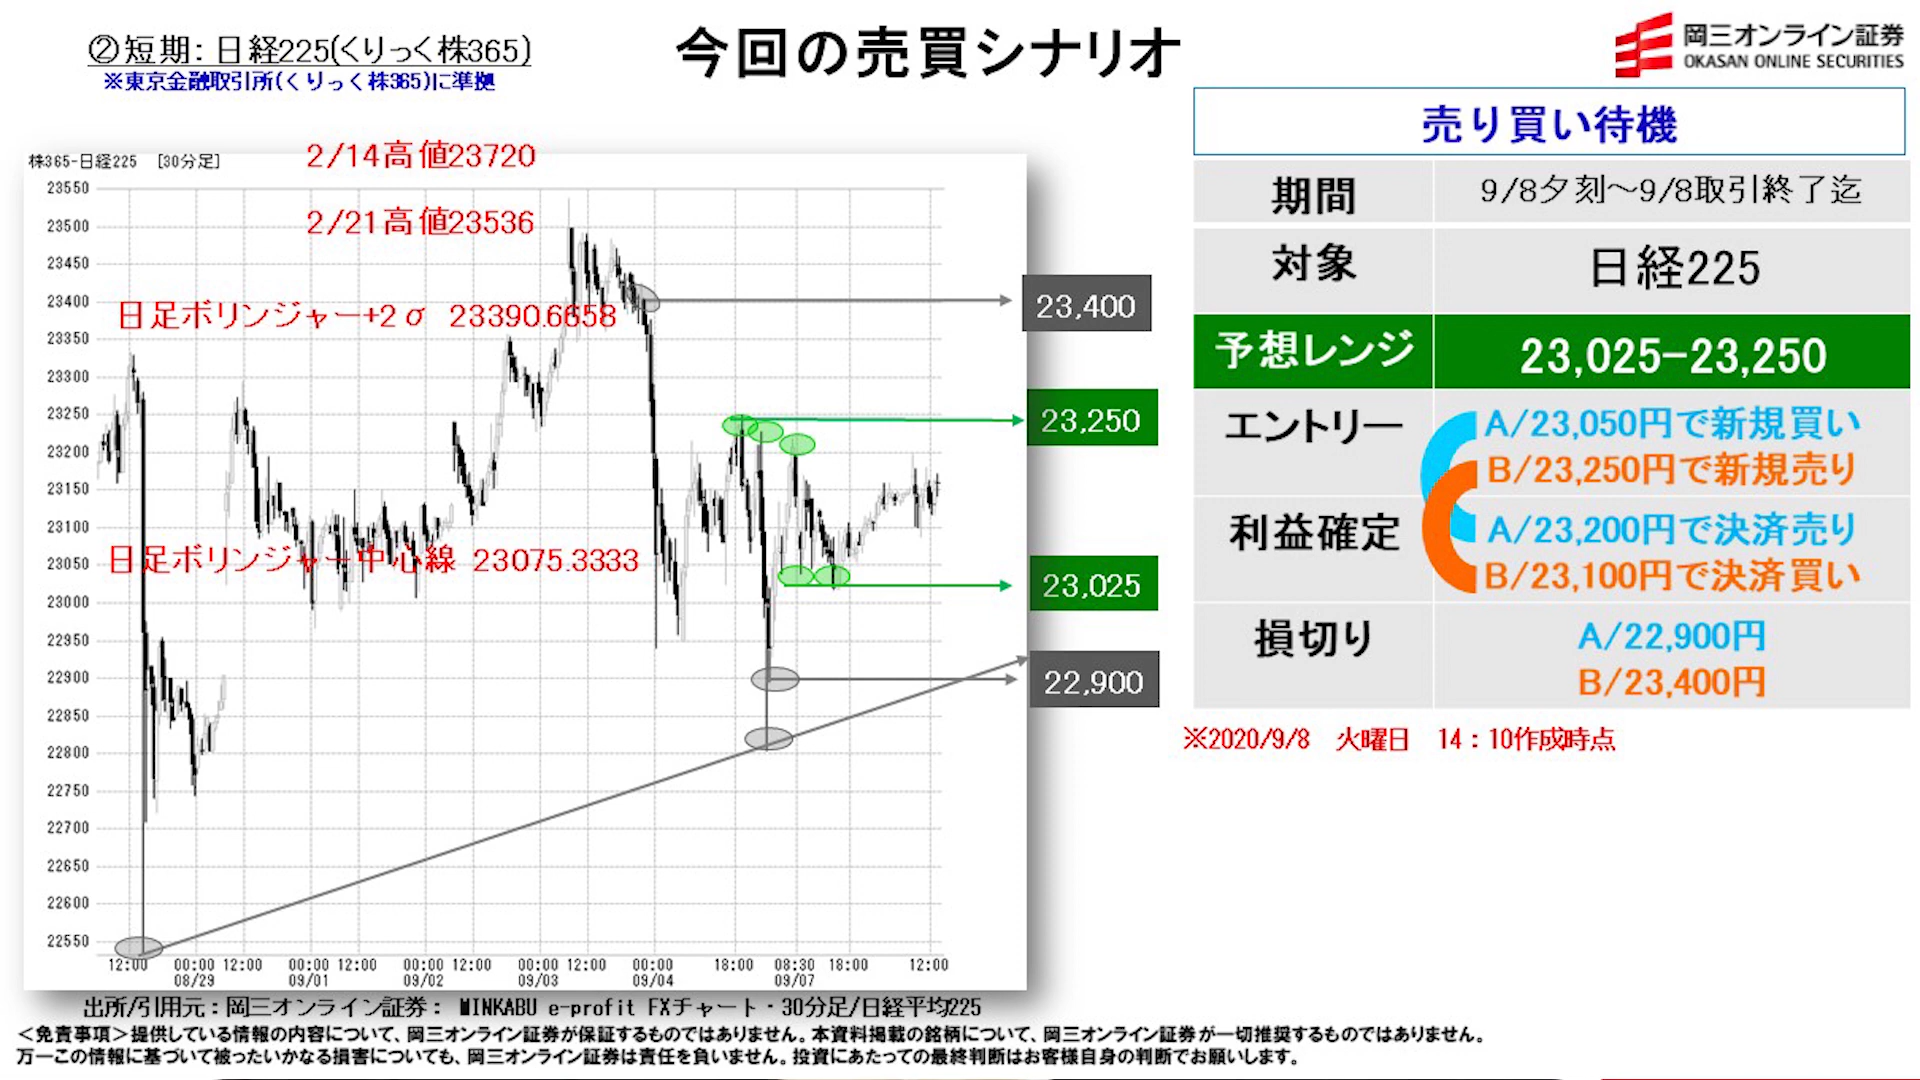 ②短期：日経225(くりっく株365)
※東京金融取引所(くりっく株365)に準拠
今回の売買シナリオ
岡三オンライン証券
OKASAN ONLINE SECURITIES
株365-日経225 [30分足]
2/14高値23720
2/21高値23536
日足ボリンジャー+2σ 23390.6658
日足ボリンジャー中心線 23075.3333
23550
23500
23450
23400
23350
23300
23250
23200
23150
23100
23050
23000
22950
22900
22850
22800
22750
22700
22650
22600
22550
12:00 00:00 12:00 00:00 12:00 00:00 12:00 00:00 12:00 00:00 18:00 08:30 18:00 12:00
08/29 09/01 09/02 09/03 09/04 09/07
23,400
23,250
23,025
22,900
売り買い待機
期間 9/8夕刻～9/8取引終了迄
対象 日経225
予想レンジ 23,025-23,250
エントリー A/23,050円で新規買い
B/23,250円で新規売り
利益確定 A/23,200円で決済売り
B/23,100円で決済買い
損切り A/22,900円
B/23,400円
※2020/9/8 火曜日 14：10作成時点
出所/引用元：岡三オンライン証券： MINKABU e-profit FXチャート・30分足/日経平均225
＜免責事項＞提供している情報の内容について、岡三オンライン証券が保証するものではありません。本資料掲載の銘柄について、岡三オンライン証券が一切推奨するものではありません。
万一この情報に基づいて被ったいかなる損害についても、岡三オンライン証券は責任を負いません。投資にあたっての最終判断はお客様自身の判断でお願いします。